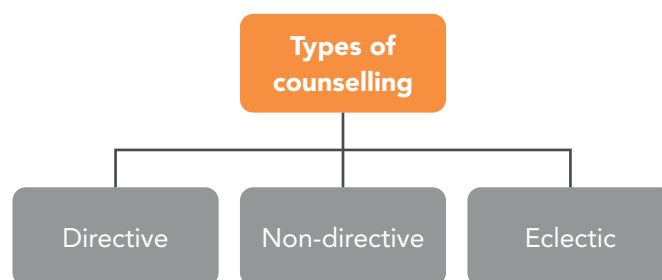 Types of
counselling
Directive
Non-directive
Eclectic